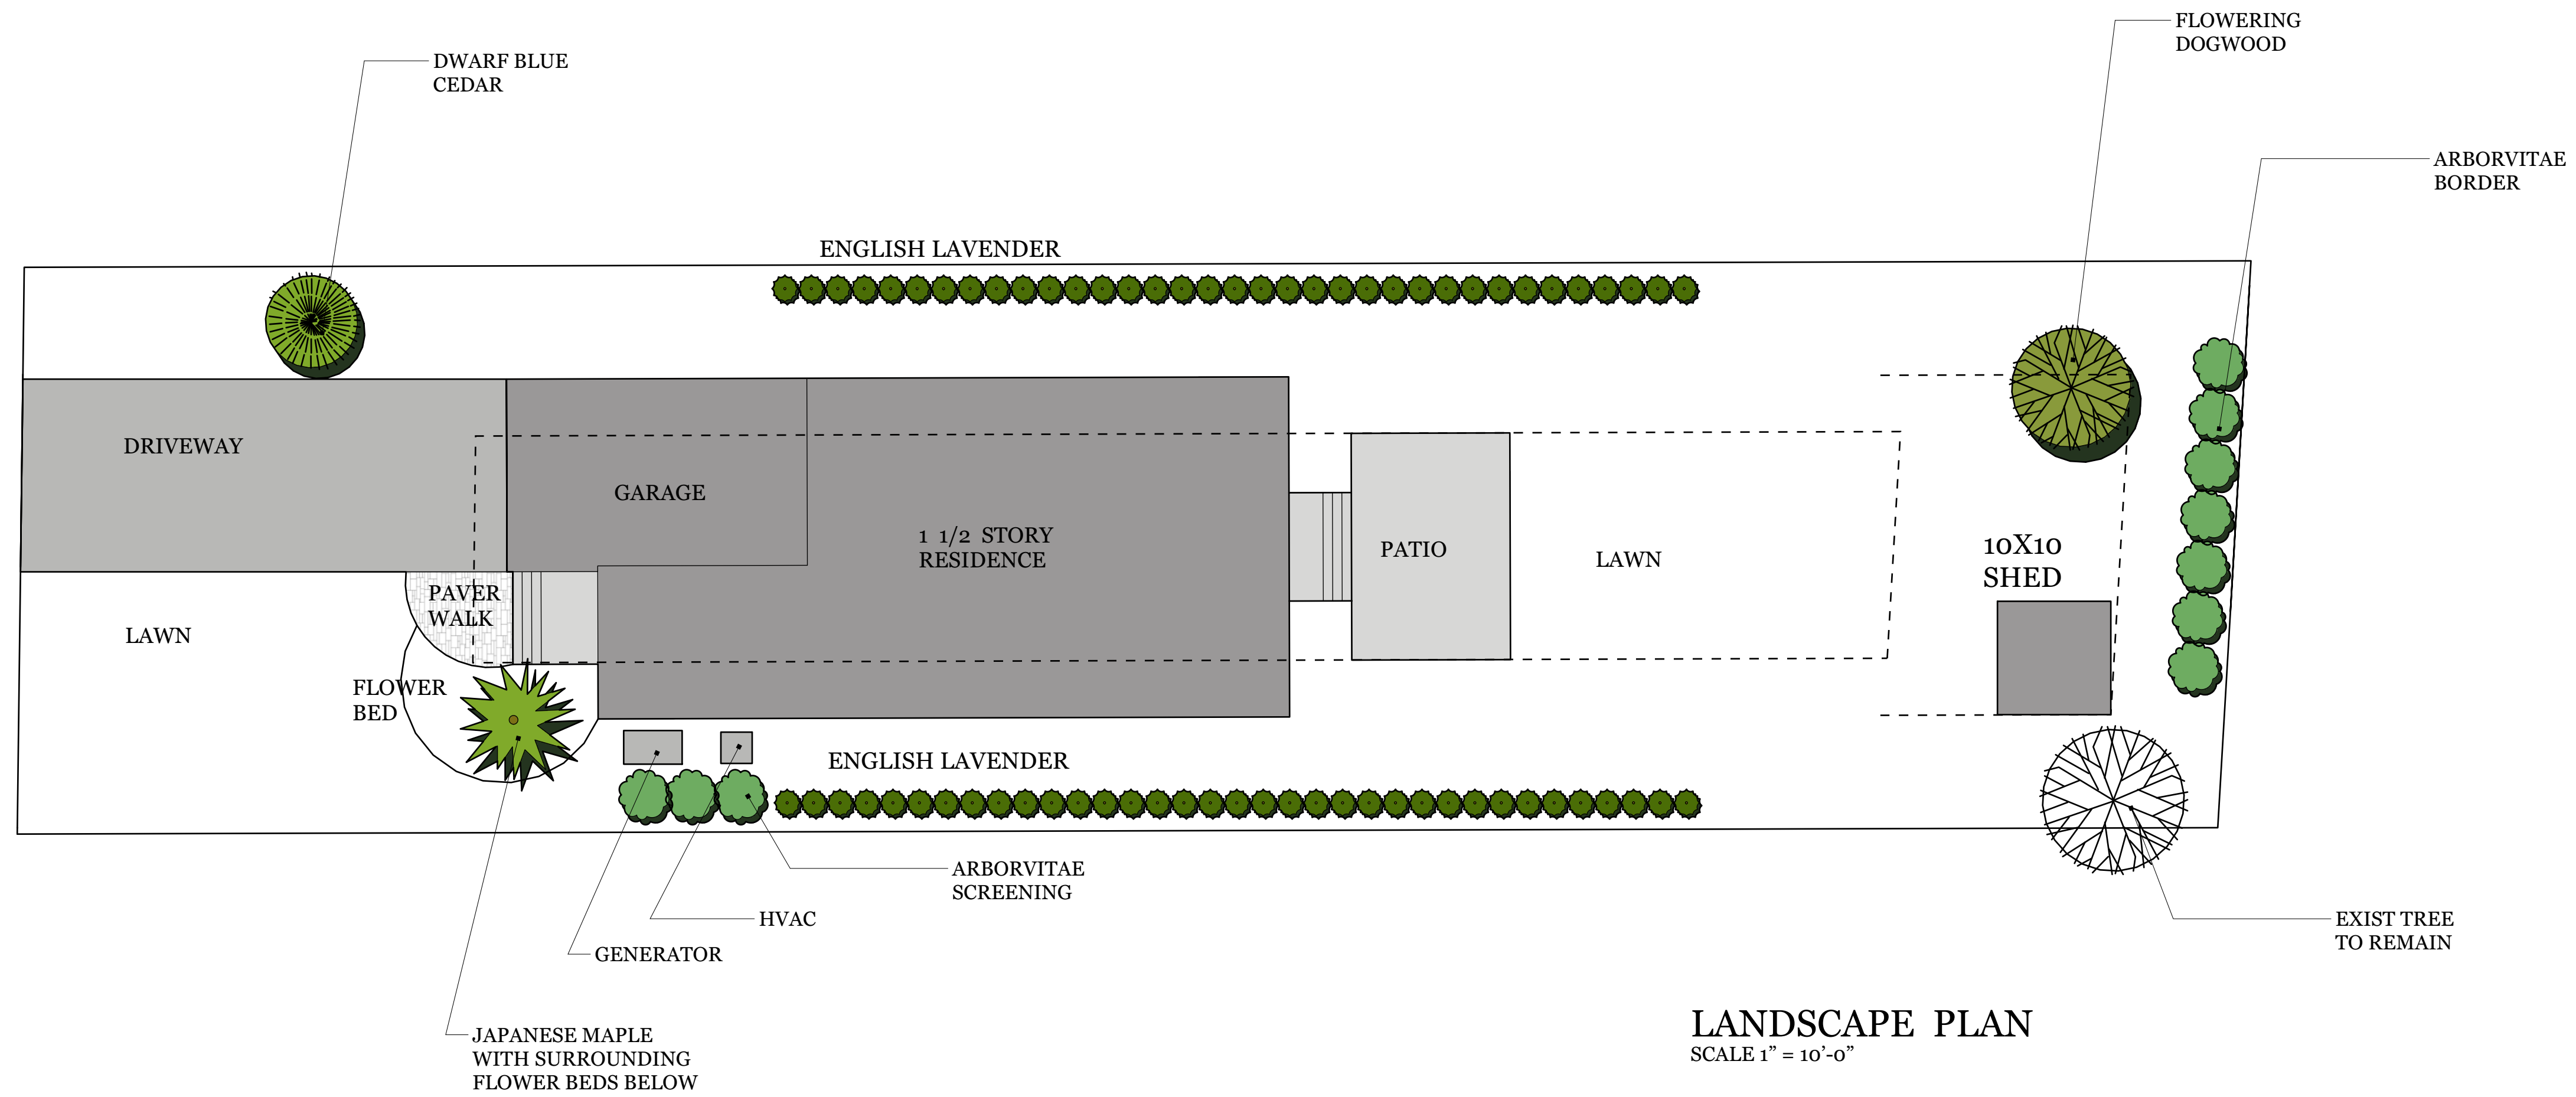 FLOWERING
DOGWOOD
DWARF BLUE
CEDAR
ARBORVITAE
BORDER
ENGLISH LAVENDER
DRIVEWAY
GARAGE
1 1/2 STORY
RESIDENCE
PATIO
LAWN
10X10
SHED
PAVER
WALK
LAWN
FLOWER
BED
ENGLISH LAVENDER
ARBORVITAE
SCREENING
HVAC
GENERATOR
EXIST TREE
TO REMAIN
JAPANESE MAPLE
WITH SURROUNDING
FLOWER BEDS BELOW
LANDSCAPE PLAN
SCALE 1” = 10’-0”